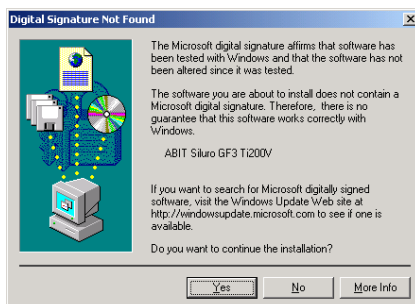 Digital Signature Not Found
The Microsoft digital signature affirms that software has
been tested with Windows and that the software has not
been altered since it was tested.
The software you are about to install does not contain a
Microsoft digital signature. Therefore, there is no
guarantee that this software works correctly with
Windows.
ABIT Siluro GF3 Ti200V
If you want to search for Microsoft digitally signed
software, visit the Windows Update Web site at
http://windowsupdate.microsoft.com to see if one is
available.
Do you want to continue the installation?
Yes No More Info